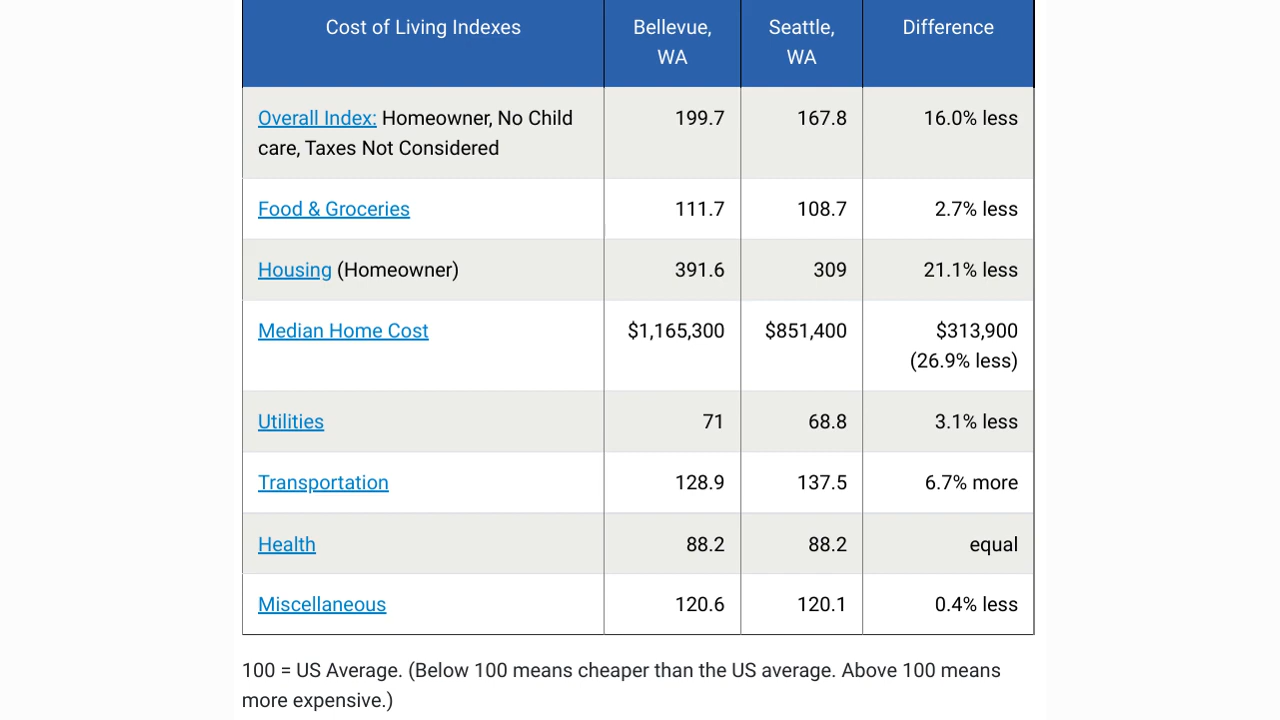 Cost of Living Indexes Bellevue, WA Seattle, WA Difference
Overall Index: Homeowner, No Child care, Taxes Not Considered 199.7 167.8 16.0% less
Food & Groceries 111.7 108.7 2.7% less
Housing (Homeowner) 391.6 309 21.1% less
Median Home Cost $1,165,300 $851,400 $313,900 (26.9% less)
Utilities 71 68.8 3.1% less
Transportation 128.9 137.5 6.7% more
Health 88.2 88.2 equal
Miscellaneous 120.6 120.1 0.4% less
100 = US Average. (Below 100 means cheaper than the US average. Above 100 means
more expensive.)